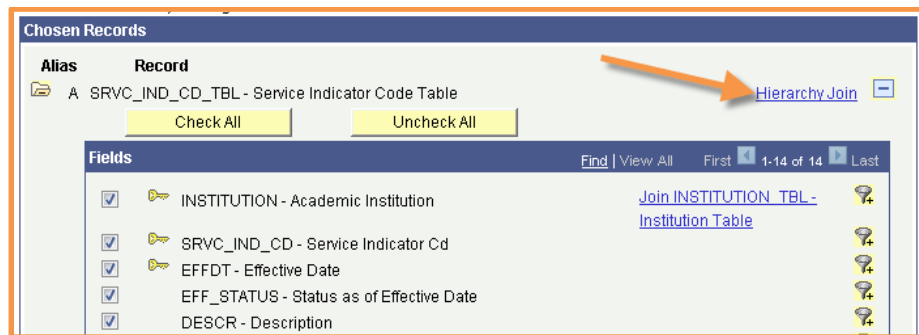 Chosen Records
Alias Record
A SRVC_IND_CD_TBL - Service Indicator Code Table Hierarchy Join
Check All Uncheck All
Fields Find | View All First 1-14 of 14 Last
INSTITUTION - Academic Institution Join INSTITUTION_TBL -
Institution Table
SRVC_IND_CD - Service Indicator Cd
EFFDT - Effective Date
EFF_STATUS - Status as of Effective Date
DESCR - Description